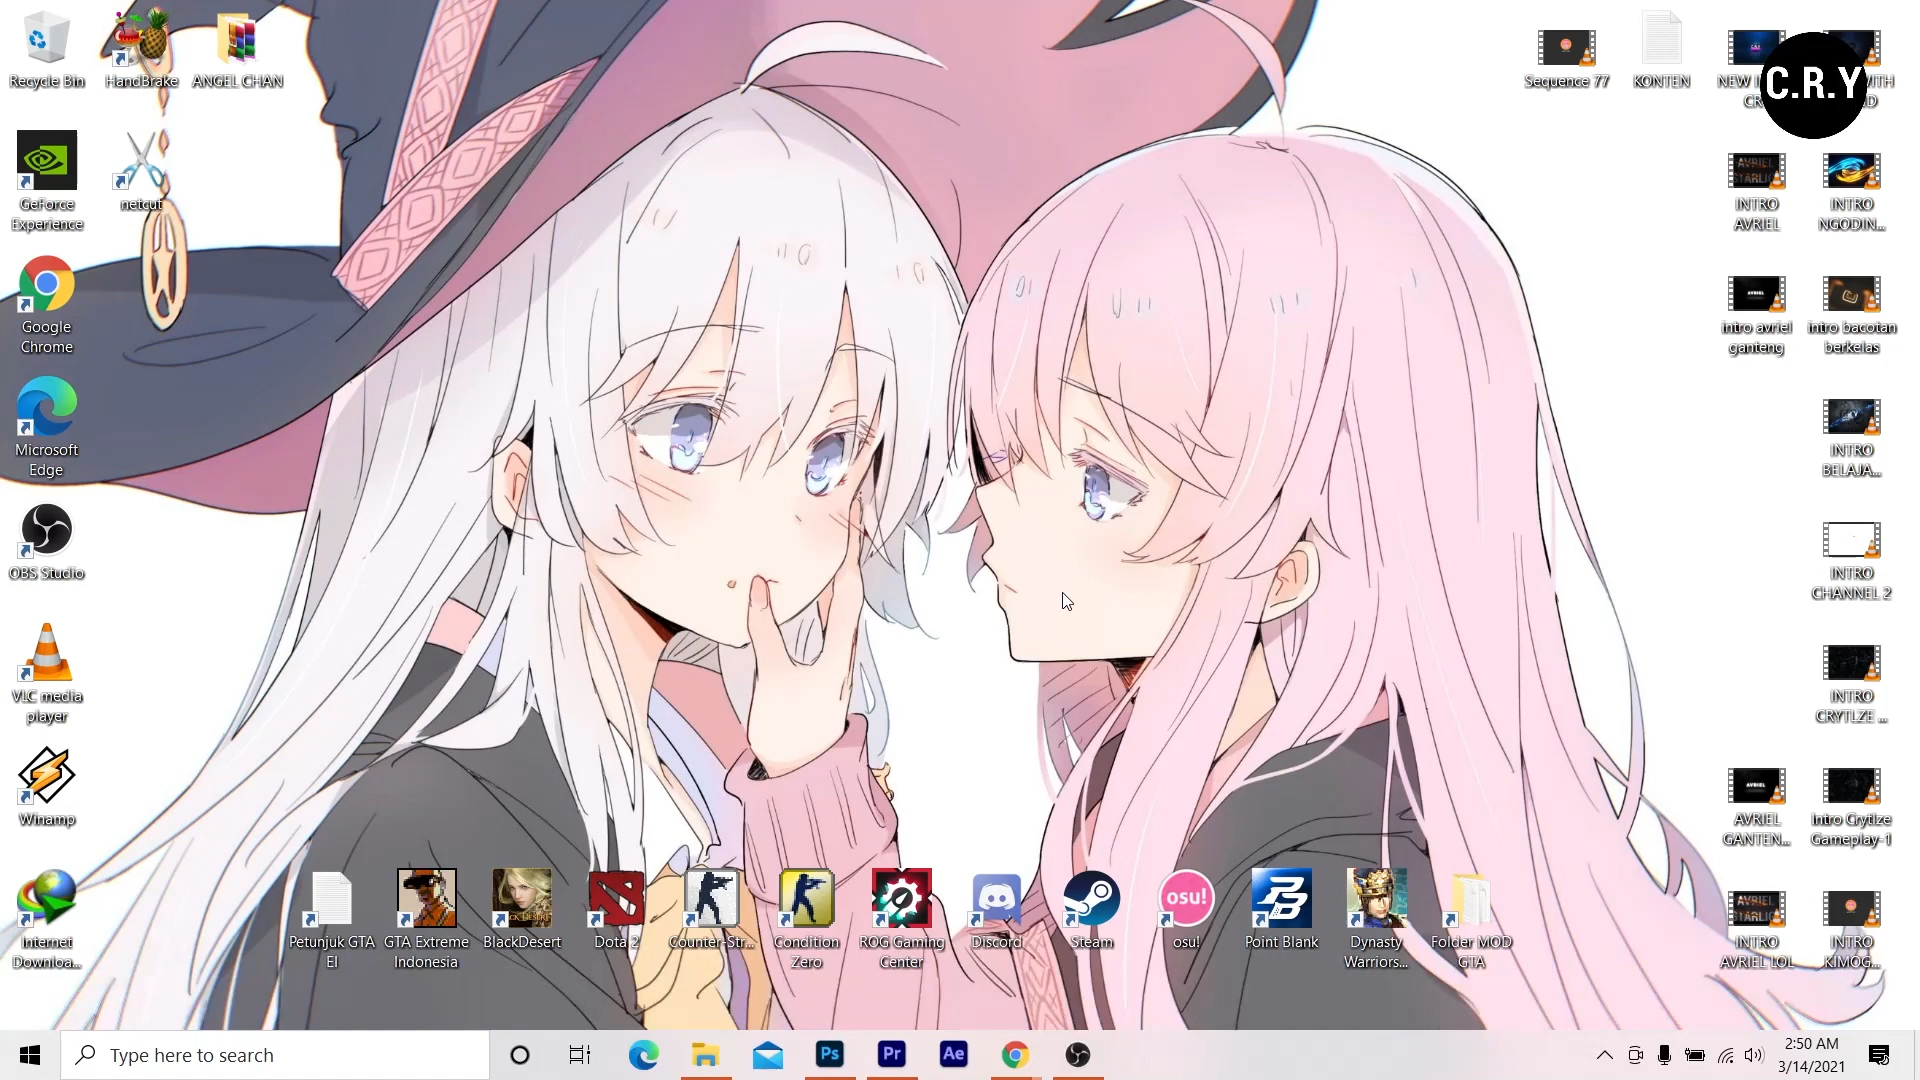 Recycle Bin
HandBrake
ANGEL CHAN
Sequence 77
KONTEN
C.R.Y
GeForce
Experience
netcut
INTRO
AVRIEL
INTRO
NGODIN...
Google
Chrome
intro avriel
ganteng
intro bacotan
berkelas
Microsoft
Edge
INTRO
BELAJA...
OBS Studio
INTRO
CHANNEL 2
VLC media
player
INTRO
CRYTLZE ...
Winamp
AVRIEL
GANTEN...
Intro Crytlze
Gameplay-1
Internet
Downloa...
Petunjuk GTA
EI
GTA Extreme
Indonesia
BlackDesert
Dota 2
Counter-Str...
Condition
Zero
ROG Gaming
Center
Discord
Steam
osu!
osu!
Point Blank
Dynasty
Warriors...
Folder MOD
GTA
INTRO
AVRIEL LOL
INTRO
KIMOG...
Type here to search
Ps
Pr
Ae
2:50 AM
3/14/2021